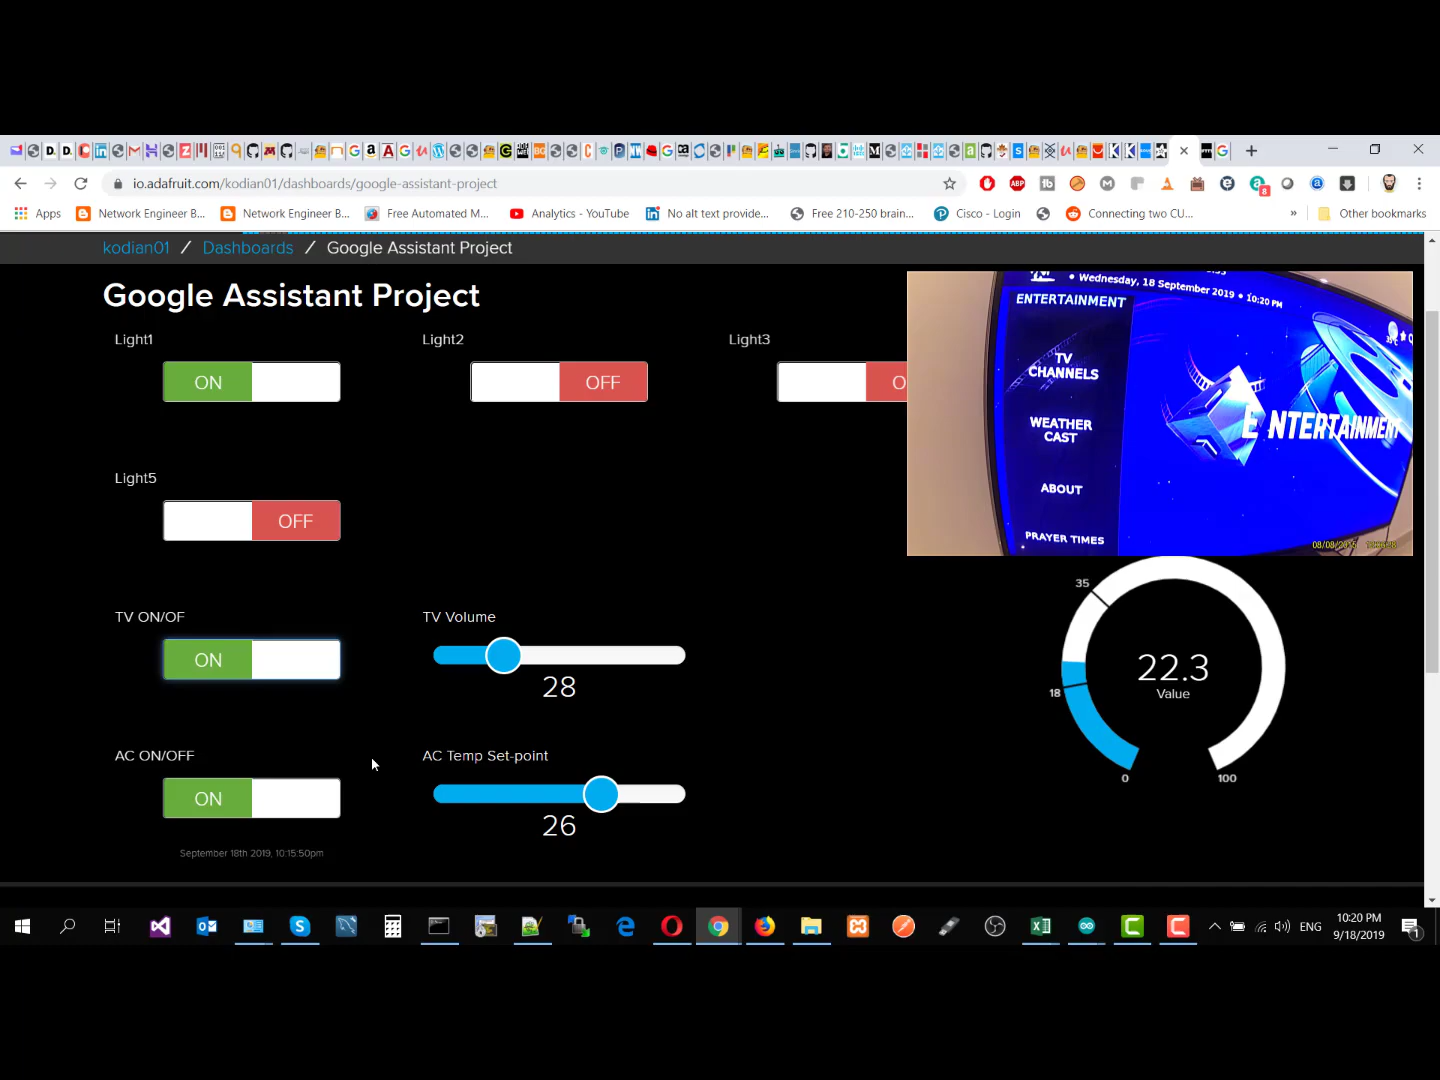 io.adafruit.com/kodian01/dashboards/google-assistant-project
Apps
Network Engineer B...
Network Engineer B...
Free Automated M...
Analytics - YouTube
No alt text provide...
Free 210-250 brain...
Cisco - Login
Connecting two CU...
»
Other bookmarks
kodian01 / Dashboards / Google Assistant Project
Google Assistant Project
Light1
Light2
Light3
ON
OFF
O
Wednesday, 18 September 2019 • 10:20 PM
ENTERTAINMENT
TV
CHANNELS
WEATHER
CAST
ABOUT
PRAYER TIMES
ENTERTAINMENT
Light5
OFF
TV ON/OF
ON
TV Volume
28
35
18
22.3
Value
0
100
AC ON/OFF
ON
September 18th 2019, 10:15:50pm
AC Temp Set-point
26
ENG
10:20 PM
9/18/2019
1